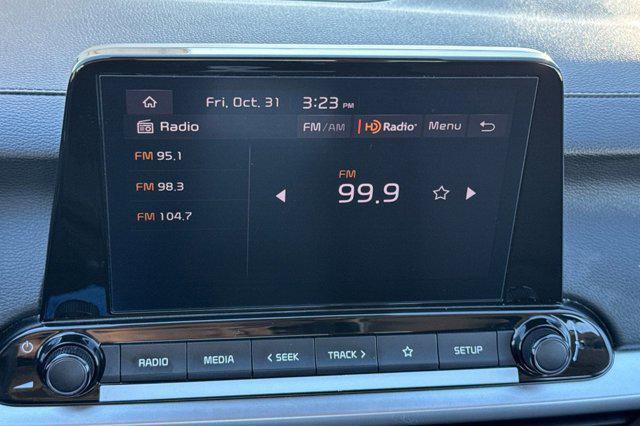 Fri, Oct. 31 3:23 PM
Radio FM/AM HD Radio Menu
FM 95.1
FM 98.3
FM 104.7
FM
99.9
RADIO MEDIA < SEEK TRACK > SETUP